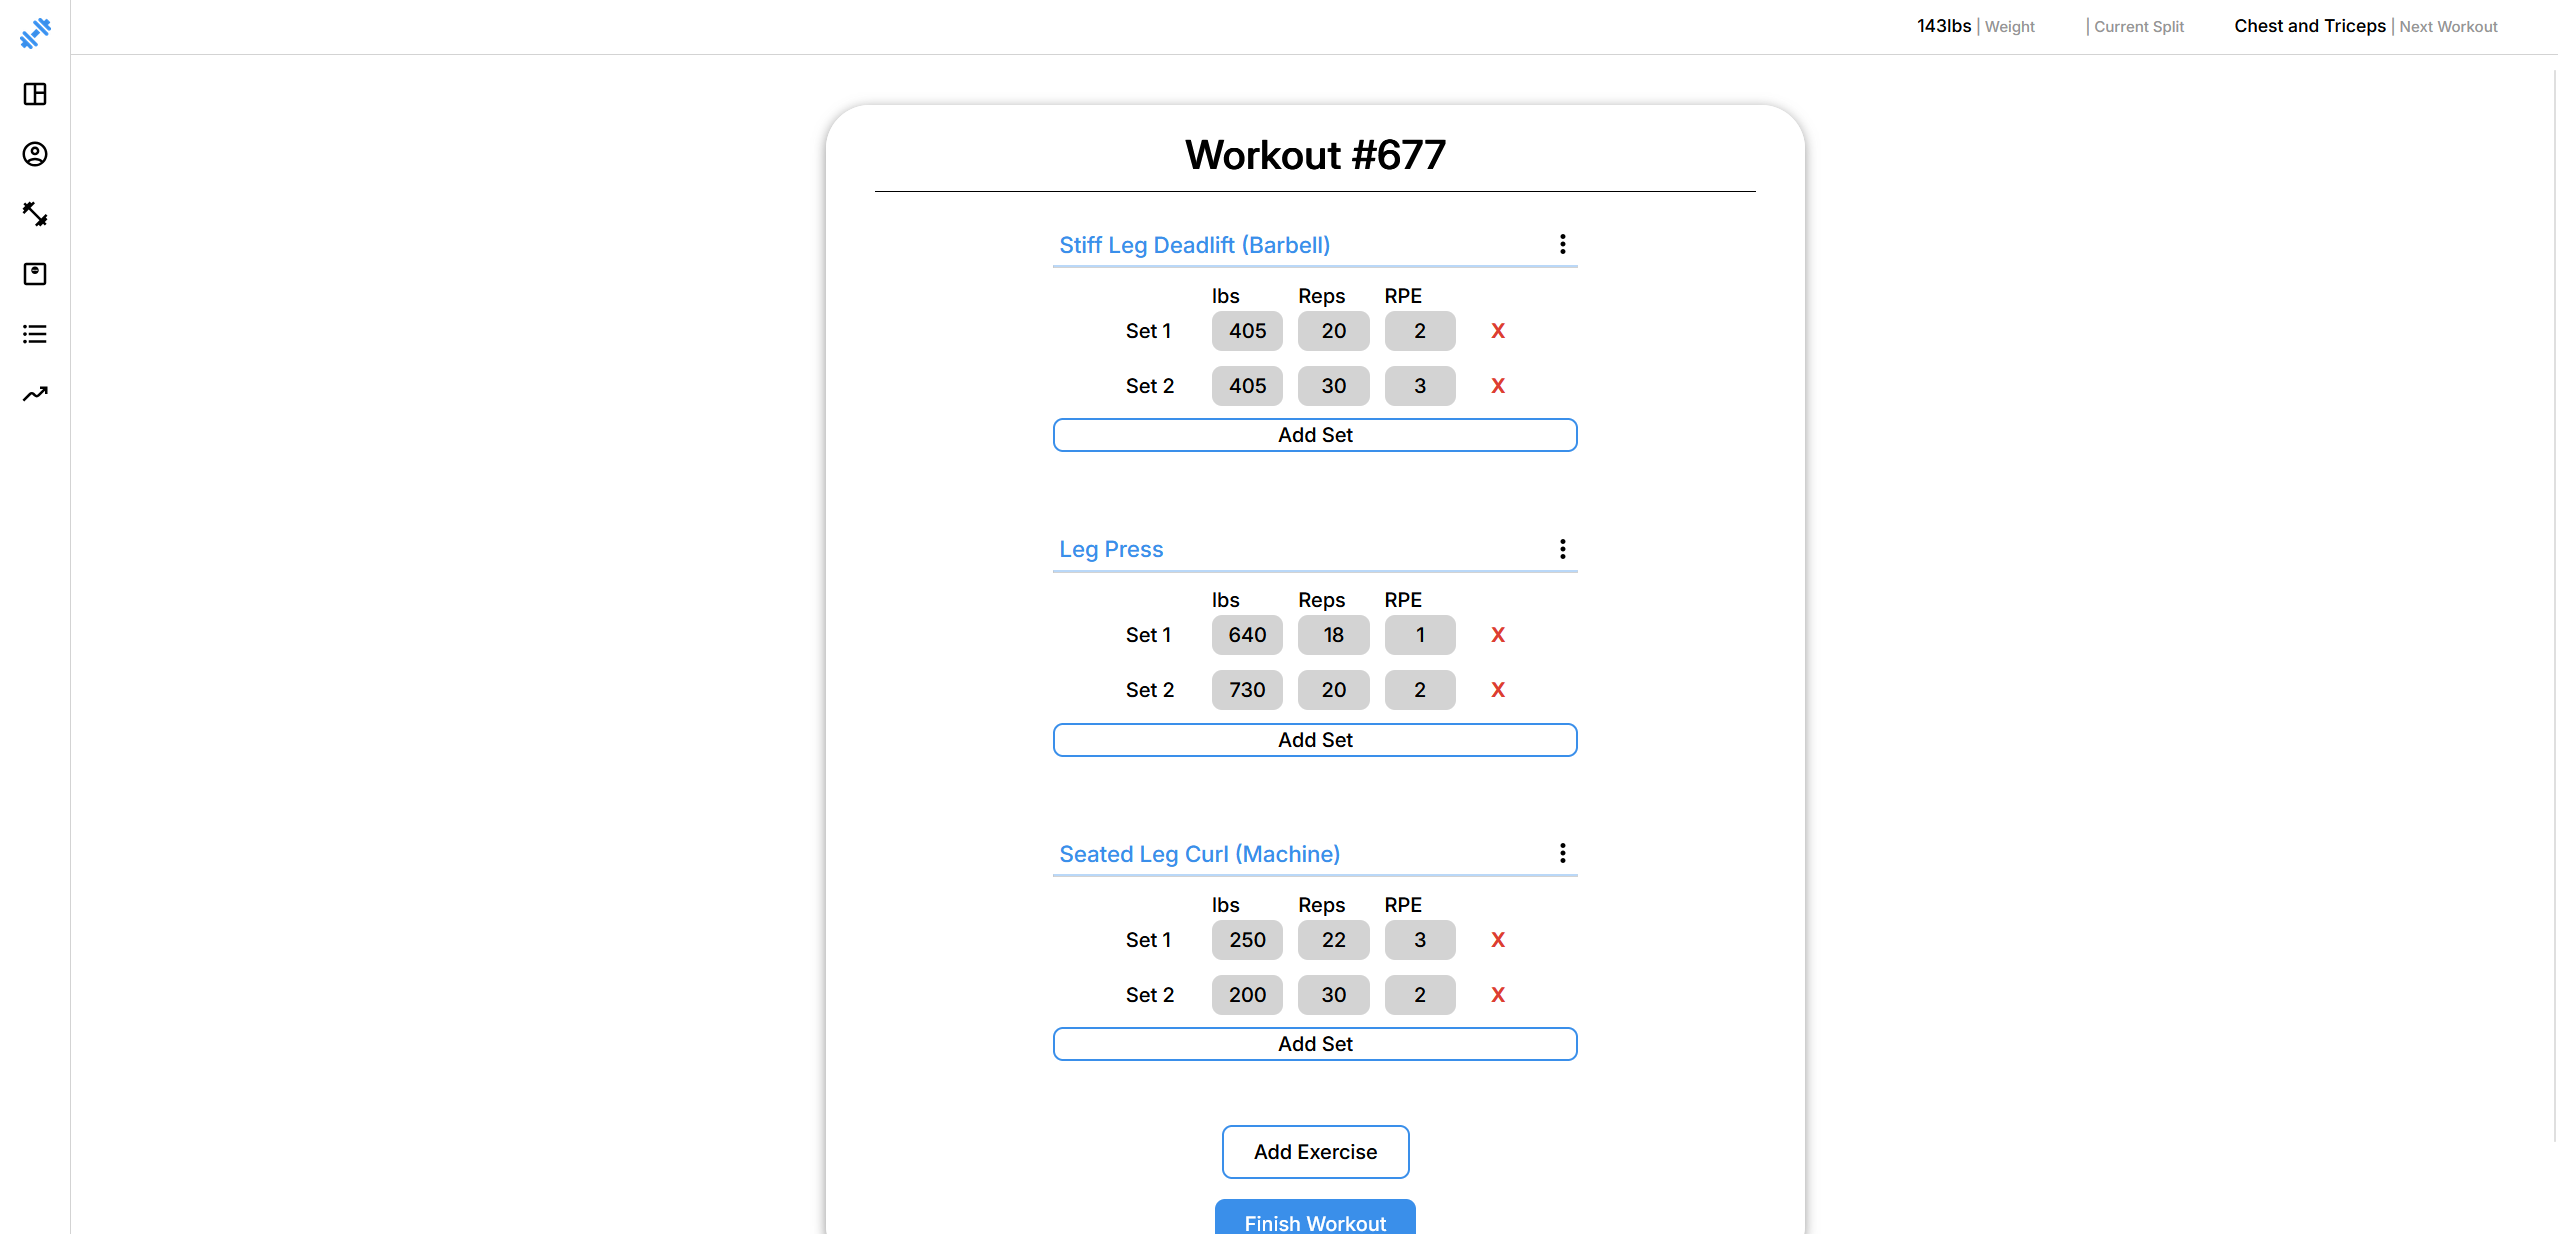 143lbs | Weight | Current Split Chest and Triceps | Next Workout
Workout #677
Stiff Leg Deadlift (Barbell)
lbs Reps RPE
Set 1 405 20 2 X
Set 2 405 30 3 X
Add Set
Leg Press
lbs Reps RPE
Set 1 640 18 1 X
Set 2 730 20 2 X
Add Set
Seated Leg Curl (Machine)
lbs Reps RPE
Set 1 250 22 3 X
Set 2 200 30 2 X
Add Set
Add Exercise
Finish Workout